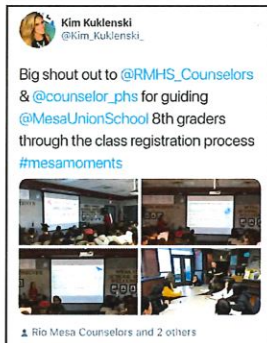 Kim Kuklenski
@Kim_Kuklenski_
Big shout out to @RMHS_Counselors
& @counselor_phs for guiding
@MesaUnionSchool 8th graders
through the class registration process
#mesamoments
Rio Mesa Counselors and 2 others